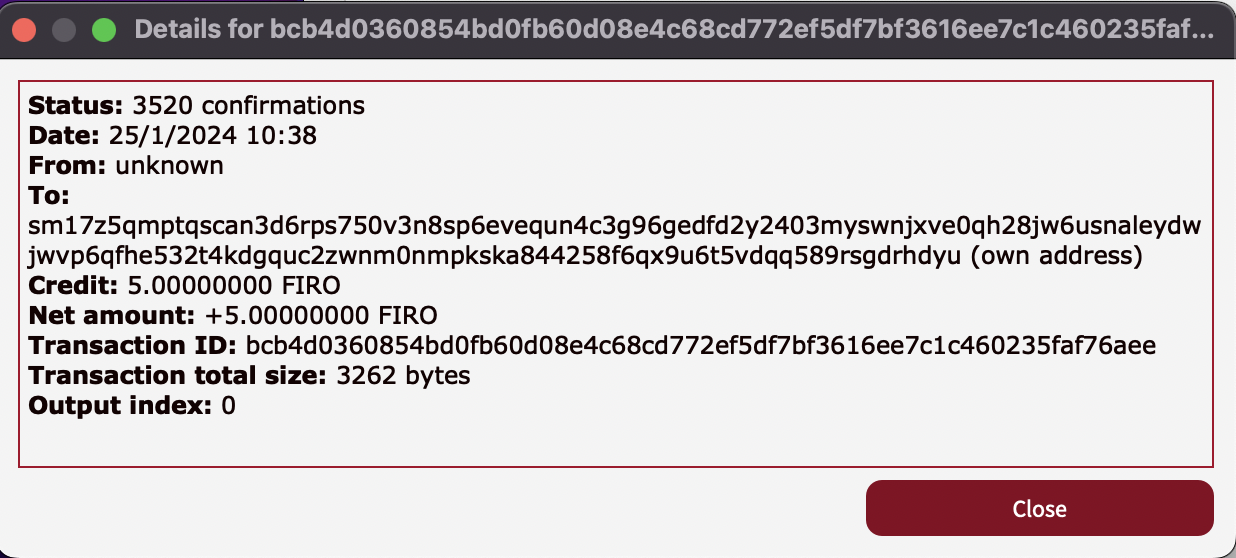 Details for bcb4d0360854bd0fb60d08e4c68cd772ef5df7bf3616ee7c1c460235faf...
Status: 3520 confirmations
Date: 25/1/2024 10:38
From: unknown
To:
sm17z5qmptqscan3d6rps750v3n8sp6evequn4c3g96gedfd2y2403myswnjxve0qh28jw6usnaleydw
jwvp6qfhe532t4kdgquc2zwnm0nmpkska844258f6qx9u6t5vdqq589rsgdrhdyu (own address)
Credit: 5.00000000 FIRO
Net amount: +5.00000000 FIRO
Transaction ID: bcb4d0360854bd0fb60d08e4c68cd772ef5df7bf3616ee7c1c460235faf76aee
Transaction total size: 3262 bytes
Output index: 0
Close